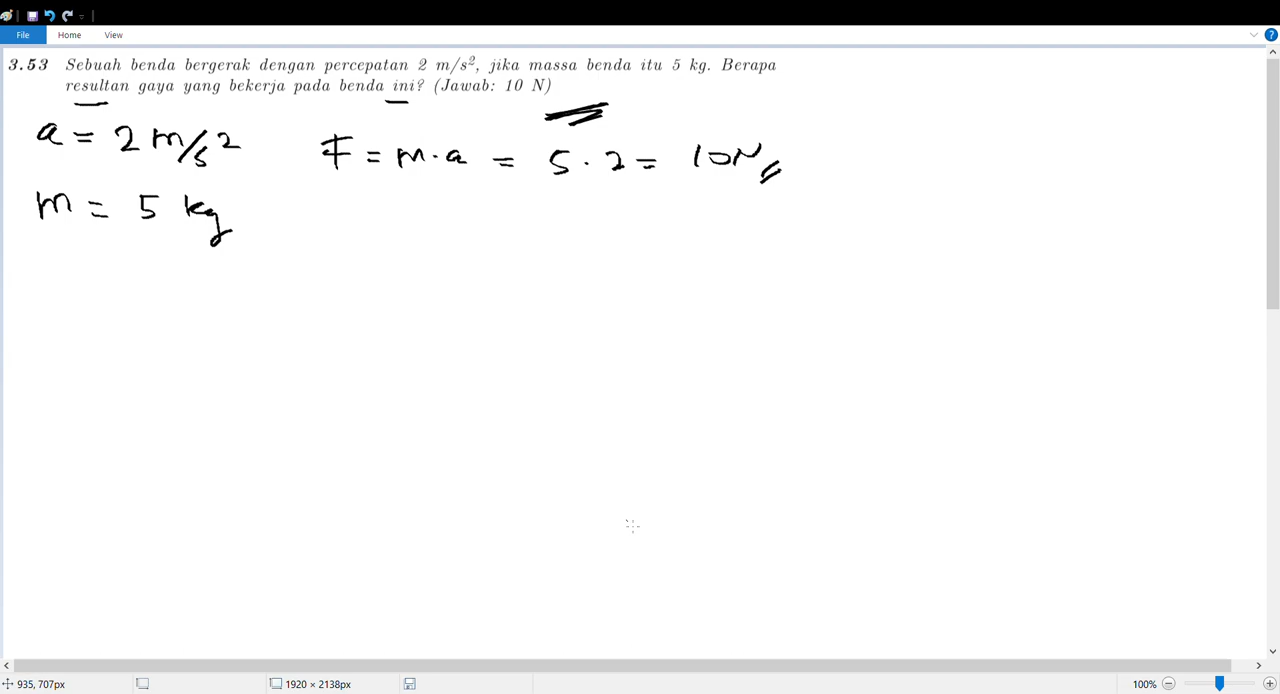 File Home View
3.53 Sebuah benda bergerak dengan percepatan 2 m/s², jika massa benda itu 5 kg. Berapa
resultan gaya yang bekerja pada benda ini? (Jawab: 10 N)
a = 2 m/s² F = m · a = 5 · 2 = 10 N
m = 5 kg
935, 707px 1920 × 2138px 100%